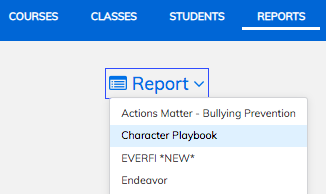 COURSES CLASSES STUDENTS REPORTS
Report
Actions Matter - Bullying Prevention
Character Playbook
EVERFI *NEW*
Endeavor